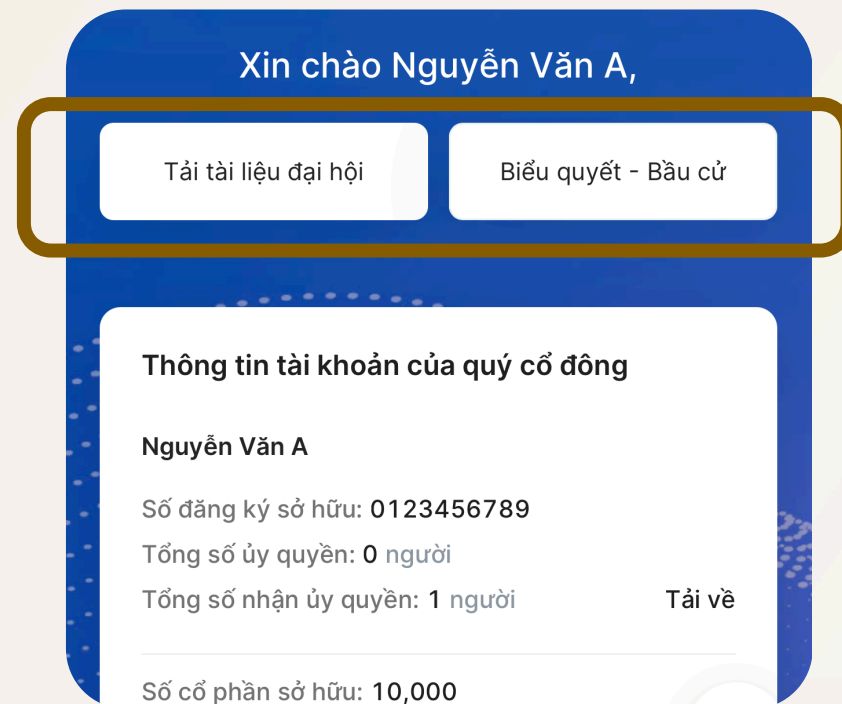 Xin chào Nguyễn Văn A,
Tải tài liệu đại hội
Biểu quyết - Bầu cử
Thông tin tài khoản của quý cổ đông
Nguyễn Văn A
Số đăng ký sở hữu: 0123456789
Tổng số ủy quyền: 0 người
Tổng số nhận ủy quyền: 1 người Tải về
Số cổ phần sở hữu: 10,000